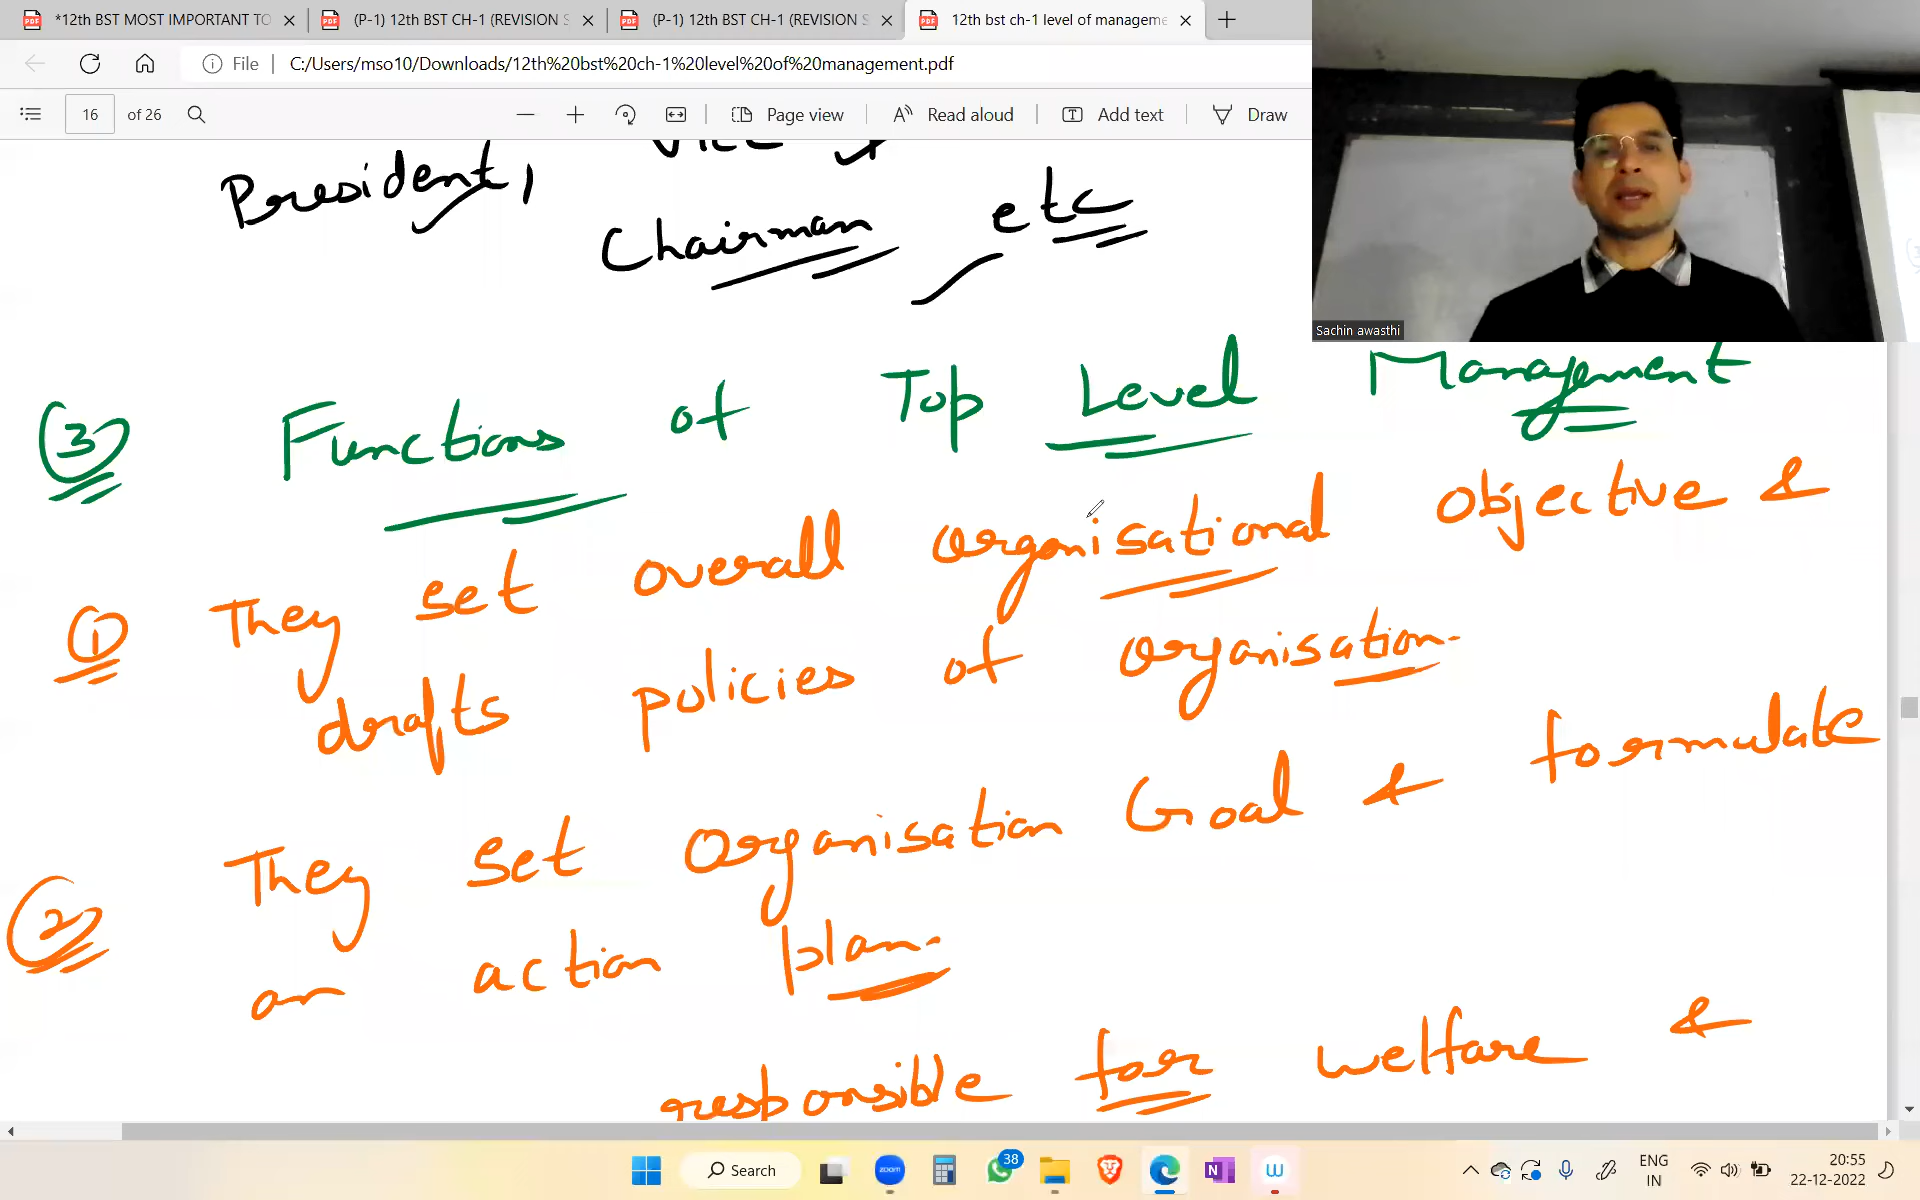 *12th BST MOST IMPORTANT TO
(P-1) 12th BST CH-1 (REVISION S
(P-1) 12th BST CH-1 (REVISION S
12th bst ch-1 level of manageme
File
C:/Users/mso10/Downloads/12th%20bst%20ch-1%20level%20of%20management.pdf
16 of 26
Page view
Read aloud
Add text
Draw
President,
Chairman etc
Sachin awasthi
(3) Functions of Top Level Management
(1) They set overall organisational objective &
drafts policies of organisation.
(2) They set organisation Goal & formulate
an action plan.
responsible for welfare &
zoom
38
Search
ENG
IN
20:55
22-12-2022